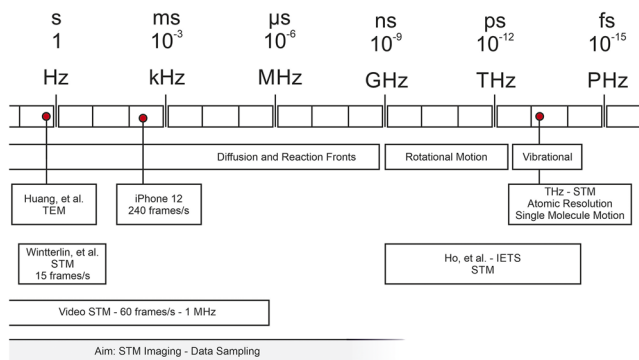 s ms µs ns ps fs
1 10-3 10-6 10-9 10-12 10-15
Hz kHz MHz GHz THz PHz
Diffusion and Reaction Fronts
Rotational Motion
Vibrational
Huang, et al.
TEM
iPhone 12
240 frames/s
THz - STM
Atomic Resolution
Single Molecule Motion
Wintterlin, et al.
STM
15 frames/s
Ho, et al. - IETS
STM
Video STM - 60 frames/s - 1 MHz
Aim: STM Imaging - Data Sampling